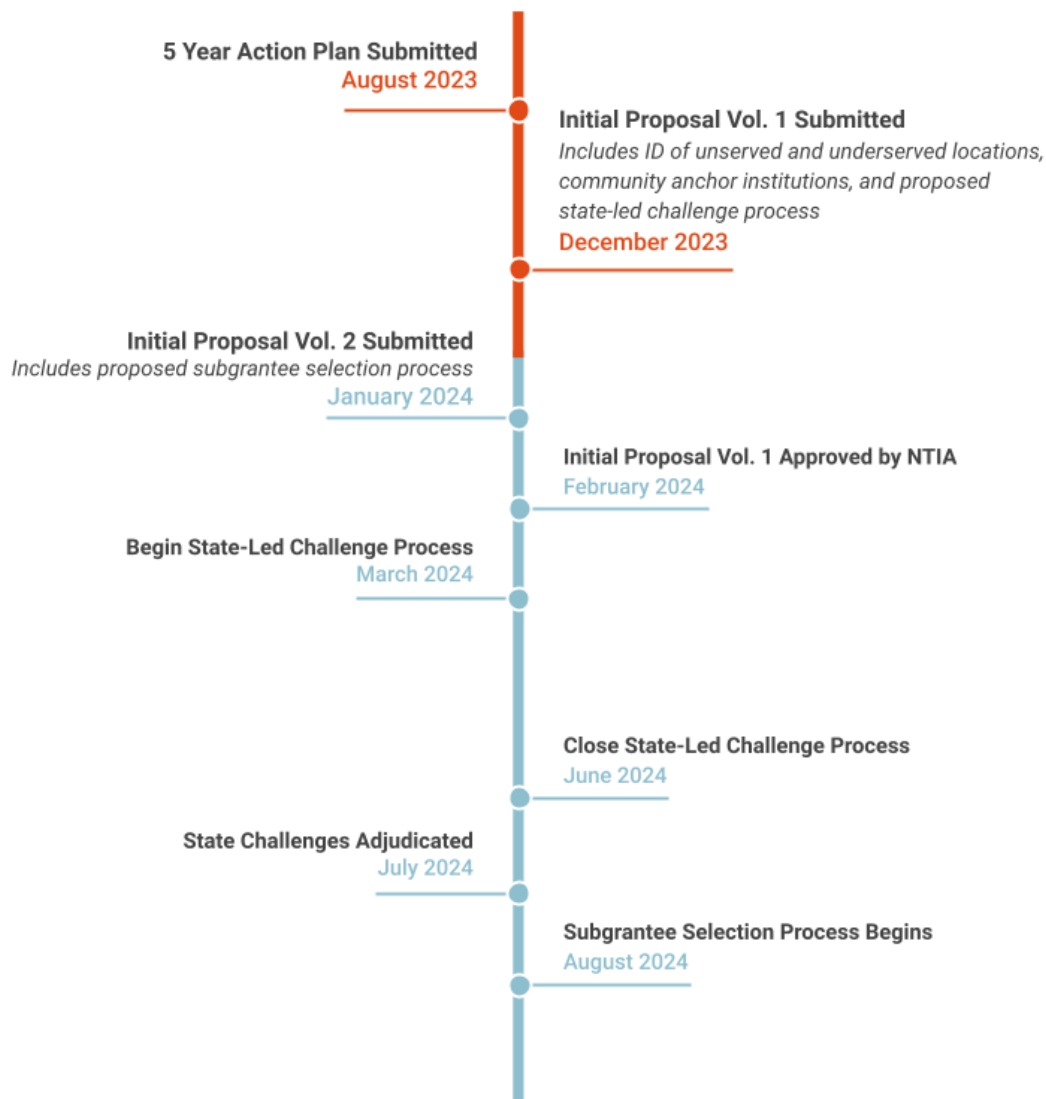 5 Year Action Plan Submitted
August 2023
Initial Proposal Vol. 1 Submitted
Includes ID of unserved and underserved locations,
community anchor institutions, and proposed
state-led challenge process
December 2023
Initial Proposal Vol. 2 Submitted
Includes proposed subgrantee selection process
January 2024
Initial Proposal Vol. 1 Approved by NTIA
February 2024
Begin State-Led Challenge Process
March 2024
Close State-Led Challenge Process
June 2024
State Challenges Adjudicated
July 2024
Subgrantee Selection Process Begins
August 2024